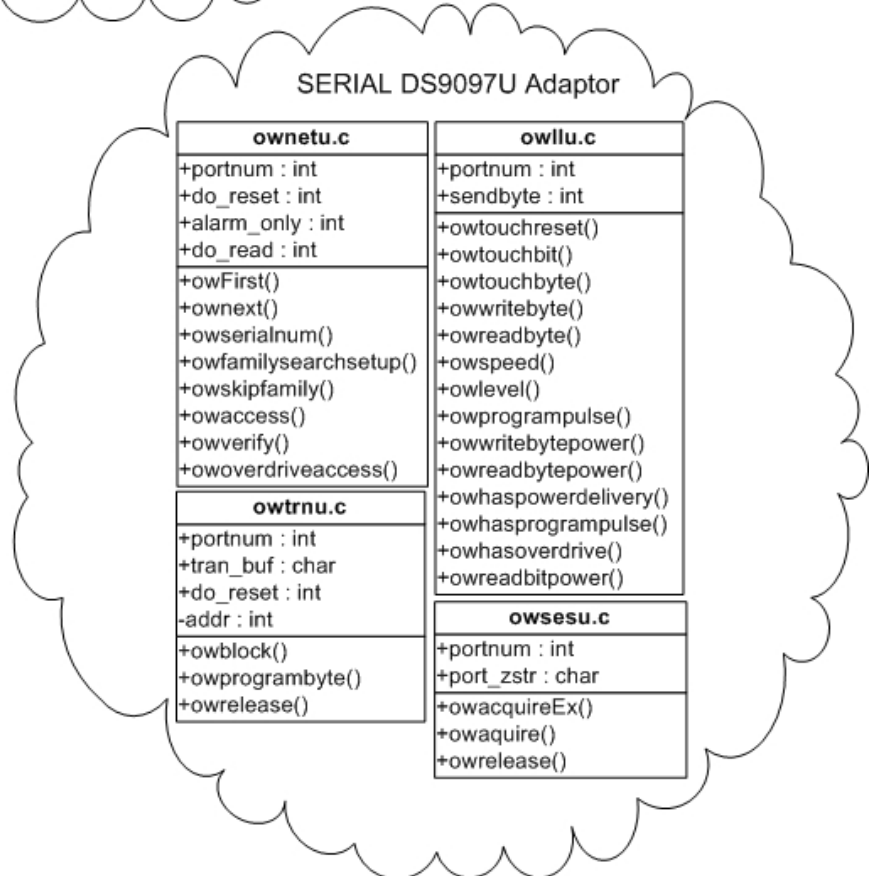 SERIAL DS9097U Adaptor
ownetu.c
+portnum : int
+do_reset : int
+alarm_only : int
+do_read : int
+owFirst()
+ownext()
+owserialnum()
+owfamilysearchsetup()
+owskipfamily()
+owaccess()
+owverify()
+owoverdriveaccess()
owtrnu.c
+portnum : int
+tran_buf : char
+do_reset : int
-addr : int
+owblock()
+owprogrambyte()
+owrelease()
owllu.c
+portnum : int
+sendbyte : int
+owtouchreset()
+owtouchbit()
+owtouchbyte()
+owwritebyte()
+owreadbyte()
+owspeed()
+owlevel()
+owprogrampulse()
+owwritebytepower()
+owreadbytepower()
+owhaspowerdelivery()
+owhasprogrampulse()
+owhasoverdrive()
+owreadbitpower()
owsesu.c
+portnum : int
+port_zstr : char
+owacquireEx()
+owaquire()
+owrelease()